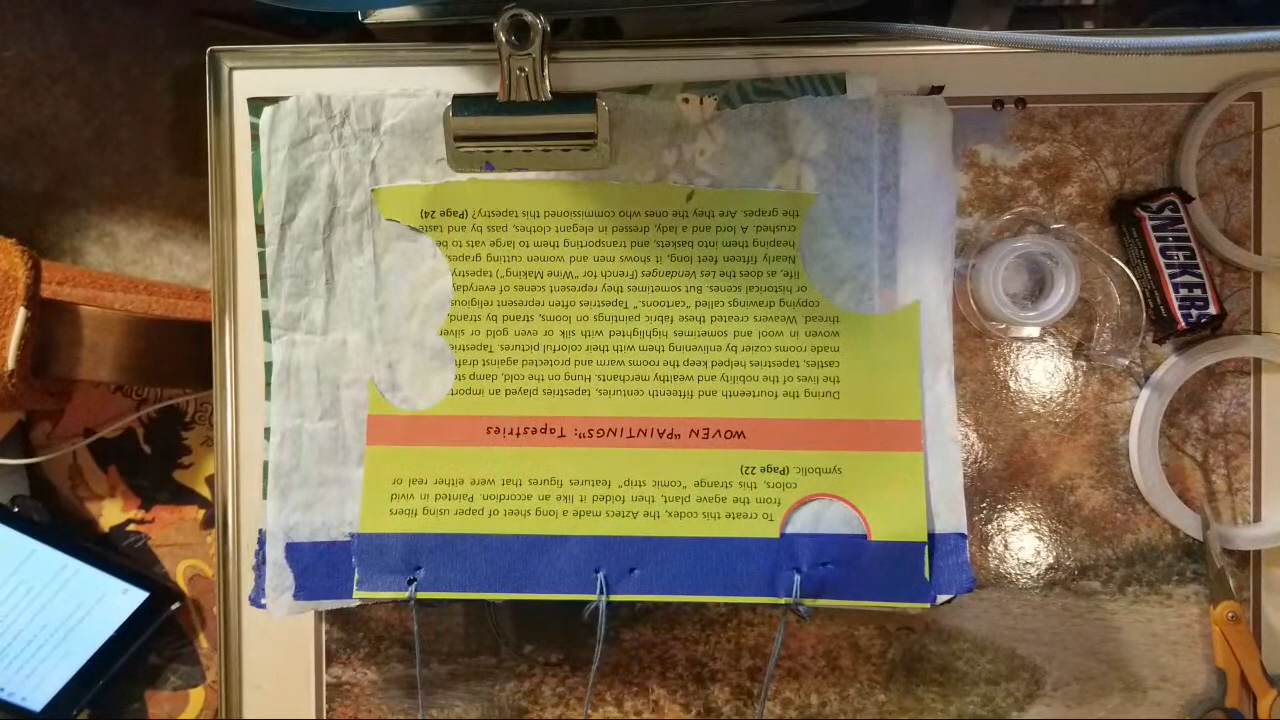 To create this codex, the Aztecs made a long sheet of paper using fibers
from the agave plant, then folded it like an accordion. Painted in vivid
colors, this strange "comic strip" features figures that were either real or
symbolic. (Page 22)
WOVEN "PAINTINGS": Tapestries
During the fourteenth and fifteenth centuries, tapestries played an import
the lives of the nobility and wealthy merchants. Hung on the cold, damp sto
castles, tapestries helped keep the rooms warm and protected against draft
made rooms cozier by enlivening them with their colorful pictures. Tapestrie
woven in wool and sometimes highlighted with silk or even gold or silver
thread. Weavers created these fabric paintings on looms, strand by strand,
copying drawings called "cartoons." Tapestries often represent religious
or historical scenes. But sometimes they represent scenes of everyday
life, as does the Les Vendanges (French for "Wine Making") tapestry
Nearly fifteen feet long, it shows men and women cutting grapes
heaping them into baskets, and transporting them to large vats to be
crushed. A lord and a lady, dressed in elegant clothes, pass by and taste
the grapes. Are they the ones who commissioned this tapestry? (Page 24)
SNICKERS